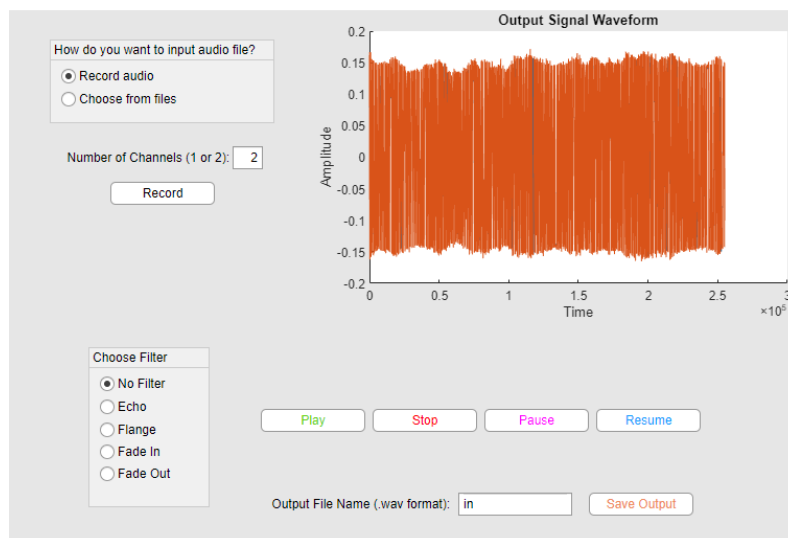 How do you want to input audio file?
Record audio
Choose from files
Number of Channels (1 or 2): 2
Record
Output Signal Waveform
0.2
0.15
0.1
0.05
0
-0.05
-0.1
-0.15
-0.2
Amplitude
0 0.5 1 1.5 2 2.5 3
Time
×10⁶
Choose Filter
No Filter
Echo
Flange
Fade In
Fade Out
Play Stop Pause Resume
Output File Name (.wav format): in Save Output